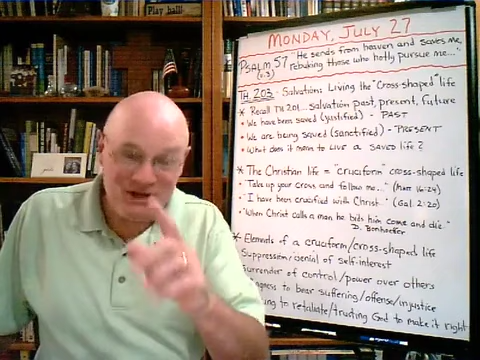 Play ball!
MONDAY, JULY 27
PSALM 57 (v.3) "He sends from heaven and saves me,
rebuking those who hotly pursue me..."
TH 203 - Salvation: Living the "Cross-shaped" life
* Recall TH 201... salvation past, present, future
• We have been saved (justified) - PAST
• We are being saved (sanctified) - PRESENT
• What does it mean to LIVE a SAVED life?
* The Christian life = "cruciform" cross-shaped life
• "Take up your cross and follow me..." (Matt 16:24)
• "I have been crucified with Christ." (Gal. 2:20)
• "When Christ calls a man he bids him come and die."
D. Bonhoeffer
* Elements of a cruciform/cross-shaped life
Suppression/denial of self-interest
Surrender of control/power over others
to bear suffering/offense/injustice
to retaliate/trusting God to make it right